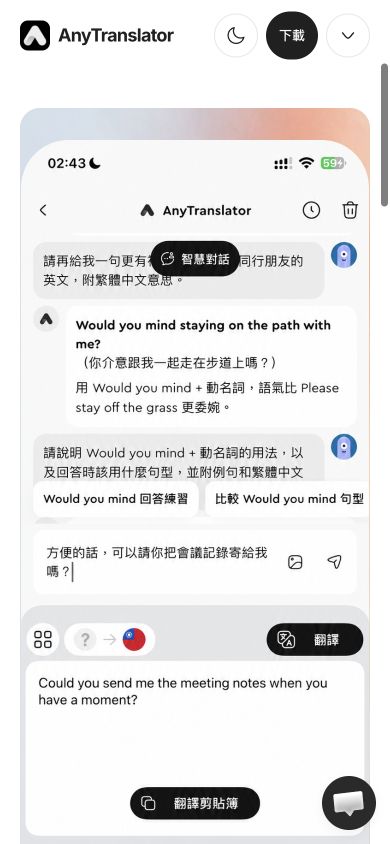 AnyTranslator
下載
02:43
59
AnyTranslator
智慧對話
請再給我一句更有
同行朋友的
英文，附繁體中文意思。
Would you mind staying on the path with
me?
（你介意跟我一起走在步道上嗎？）
用 Would you mind + 動名詞，語氣比 Please
stay off the grass 更委婉。
請說明 Would you mind + 動名詞的用法，以
及回答時該用什麼句型，並附例句和繁體中文
Would you mind 回答練習
比較 Would you mind 句型
方便的話，可以請你把會議記錄寄給我
嗎？
?
翻譯
Could you send me the meeting notes when you
have a moment?
翻譯剪貼簿